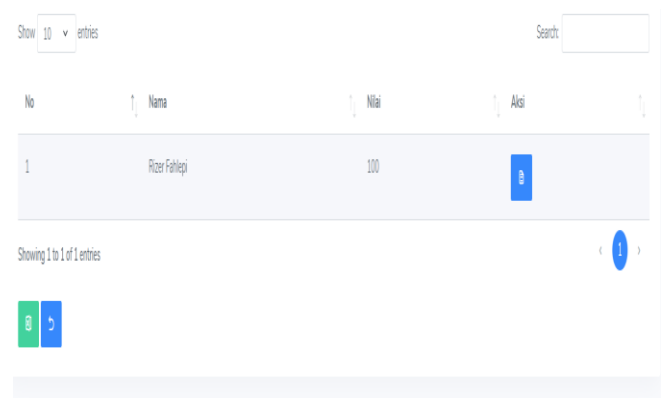 Show 10 entries Search:
No Nama Nilai Aksi
1 Rizer Fahlepi 100
Showing 1 to 1 of 1 entries ‹ 1 ›